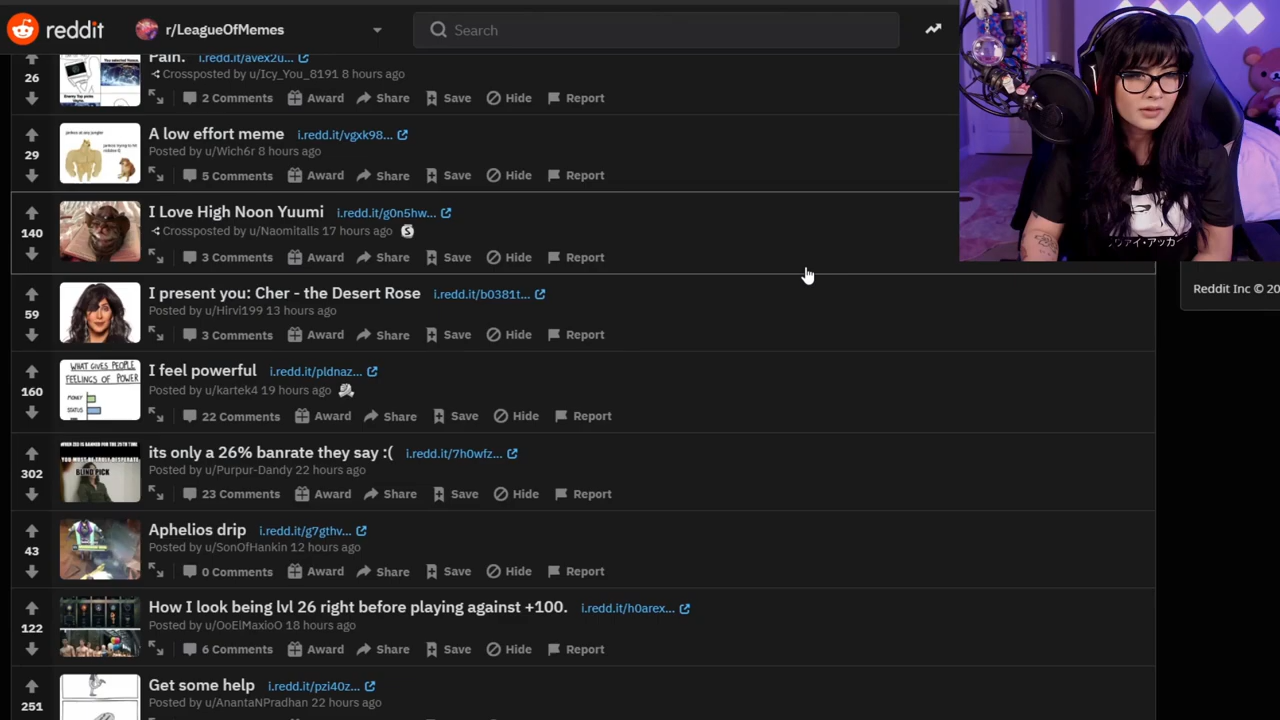 reddit r/LeagueOfMemes Search
26 Pain. i.redd.it/avex2u...
Crossposted by u/Icy_You_8191 8 hours ago
2 Comments Award Share Save Hide Report
A low effort meme i.redd.it/vgxk98...
29 Posted by u/Wich6r 8 hours ago
5 Comments Award Share Save Hide Report
I Love High Noon Yuumi i.redd.it/g0n5hw...
140 Crossposted by u/Naomitalls 17 hours ago
3 Comments Award Share Save Hide Report
I present you: Cher - the Desert Rose i.redd.it/b0381t...
59 Posted by u/Hirvi199 13 hours ago
3 Comments Award Share Save Hide Report
WHAT GIVES PEOPLE
FEELINGS OF POWER
MONEY
STATUS
I feel powerful i.redd.it/pldnaz...
160 Posted by u/kartek4 19 hours ago
22 Comments Award Share Save Hide Report
BLIND PICK
its only a 26% banrate they say :( i.redd.it/7h0wfz...
302 Posted by u/Purpur-Dandy 22 hours ago
23 Comments Award Share Save Hide Report
Aphelios drip i.redd.it/g7gthv...
43 Posted by u/SonOfHankin 12 hours ago
0 Comments Award Share Save Hide Report
How I look being lvl 26 right before playing against +100. i.redd.it/h0arex...
122 Posted by u/OoElMaxioO 18 hours ago
6 Comments Award Share Save Hide Report
Get some help i.redd.it/pzi40z...
251 Posted by u/AnantaNPradhan 22 hours ago
Reddit Inc © 20